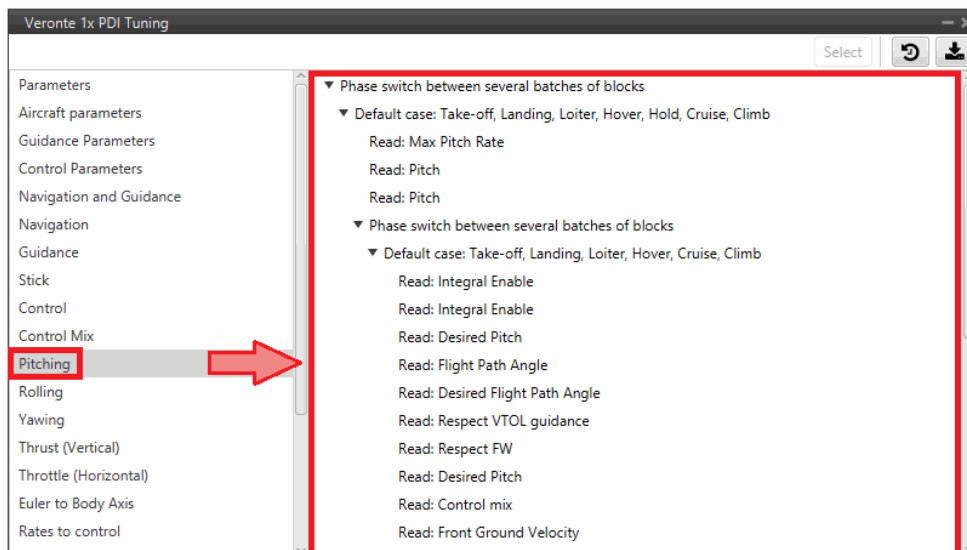 Veronte 1x PDI Tuning
Select
Parameters
Aircraft parameters
Guidance Parameters
Control Parameters
Navigation and Guidance
Navigation
Guidance
Stick
Control
Control Mix
Pitching
Rolling
Yawing
Thrust (Vertical)
Throttle (Horizontal)
Euler to Body Axis
Rates to control
Phase switch between several batches of blocks
Default case: Take-off, Landing, Loiter, Hover, Hold, Cruise, Climb
Read: Max Pitch Rate
Read: Pitch
Read: Pitch
Phase switch between several batches of blocks
Default case: Take-off, Landing, Loiter, Hover, Cruise, Climb
Read: Integral Enable
Read: Integral Enable
Read: Desired Pitch
Read: Flight Path Angle
Read: Desired Flight Path Angle
Read: Respect VTOL guidance
Read: Respect FW
Read: Desired Pitch
Read: Control mix
Read: Front Ground Velocity